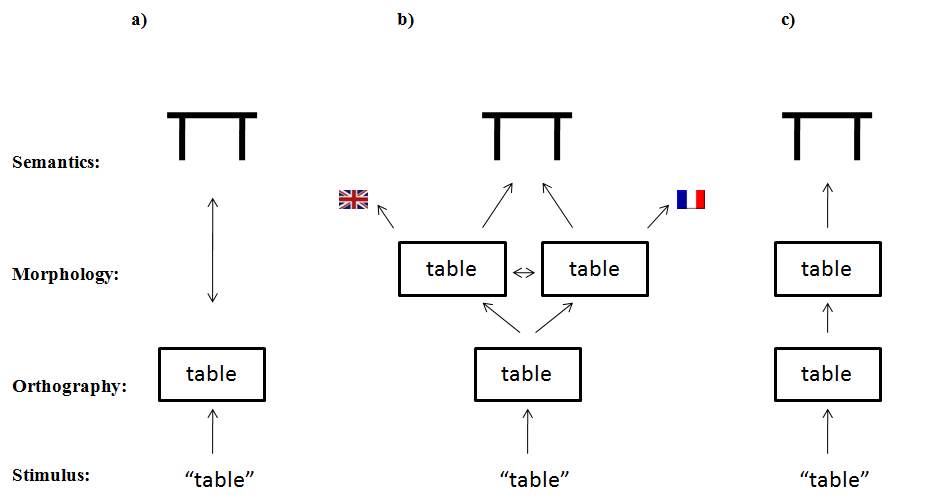 a) b) c)
Semantics:
Morphology: table table table
table table table
Orthography:
Stimulus: “table” “table” “table”